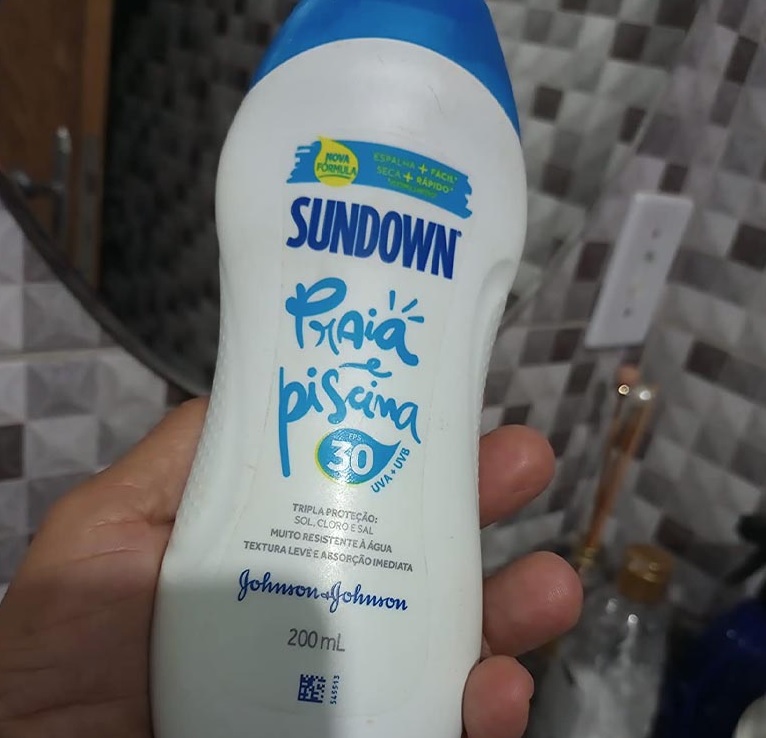 NOVA
FÓRMULA
ESPALHA + FÁCIL*
SECA + RÁPIDO*
SUNDOWN
Praia
e
piscina
FPS
30
UVA + UVB
TRIPLA PROTEÇÃO:
SOL, CLORO E SAL
MUITO RESISTENTE À ÁGUA
TEXTURA LEVE E ABSORÇÃO IMEDIATA
Johnson & Johnson
200 mL